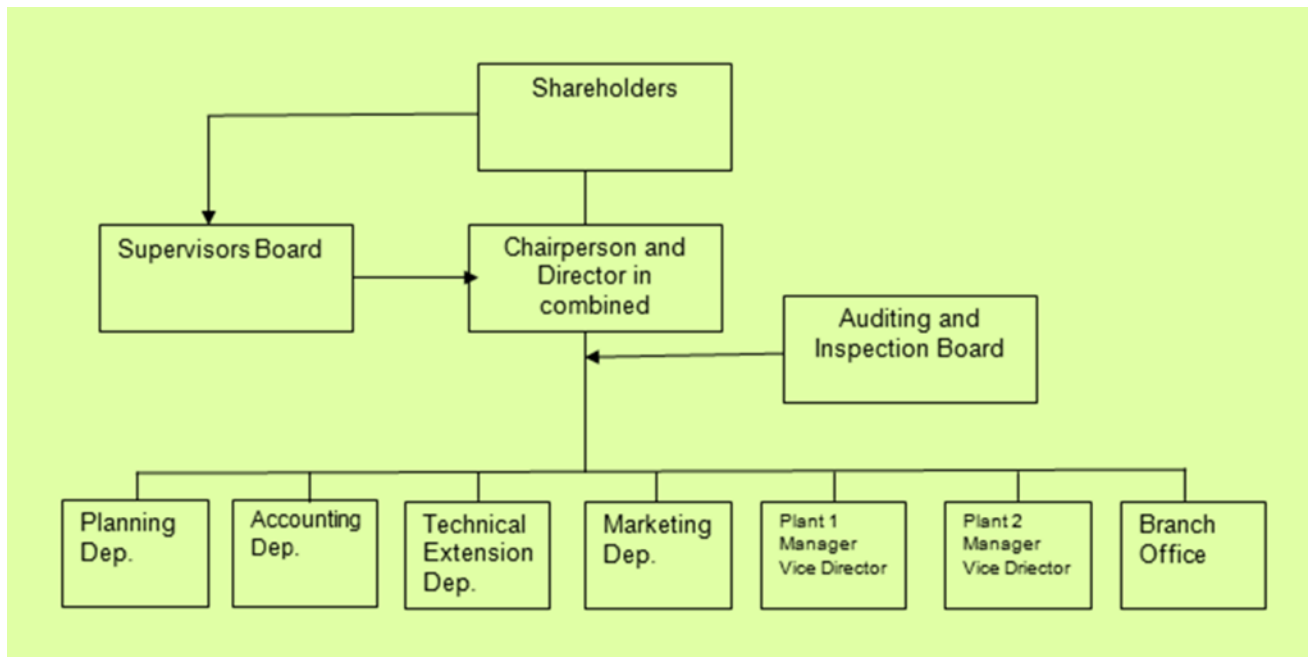 Shareholders
Supervisors Board
Chairperson and
Director in
combined
Auditing and
Inspection Board
Planning
Dep.
Accounting
Dep.
Technical
Extension
Dep.
Marketing
Dep.
Plant 1
Manager
Vice Director
Plant 2
Manager
Vice Driector
Branch
Office